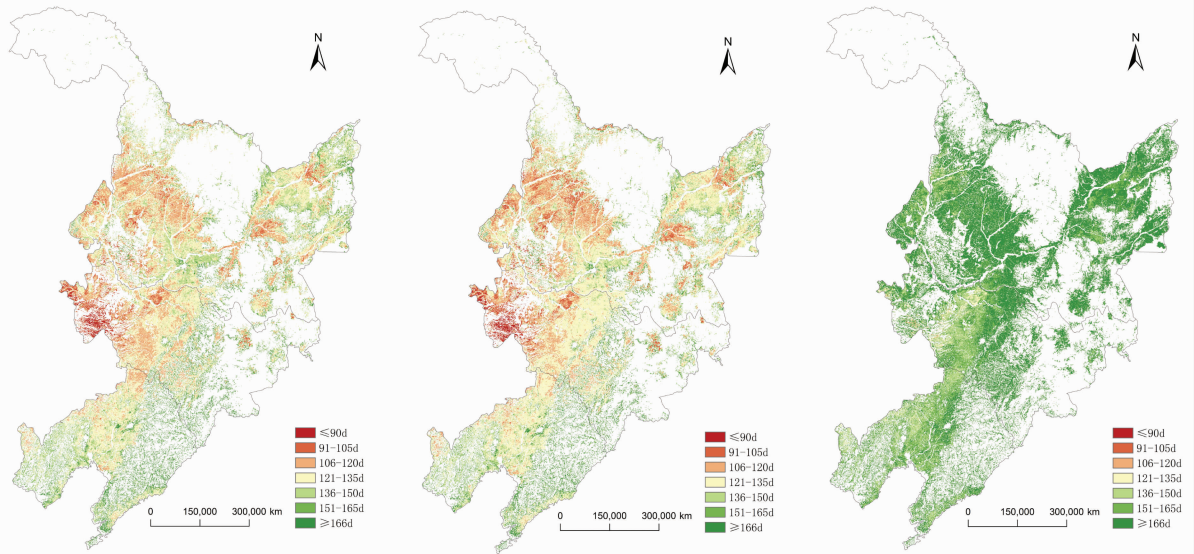 N
≤90d
91-105d
106-120d
121-135d
136-150d
151-165d
≥166d
0 150,000 300,000 km
N
≤90d
91-105d
106-120d
121-135d
136-150d
151-165d
≥166d
0 150,000 300,000 km
N
≤90d
91-105d
106-120d
121-135d
136-150d
151-165d
≥166d
0 150,000 300,000 km